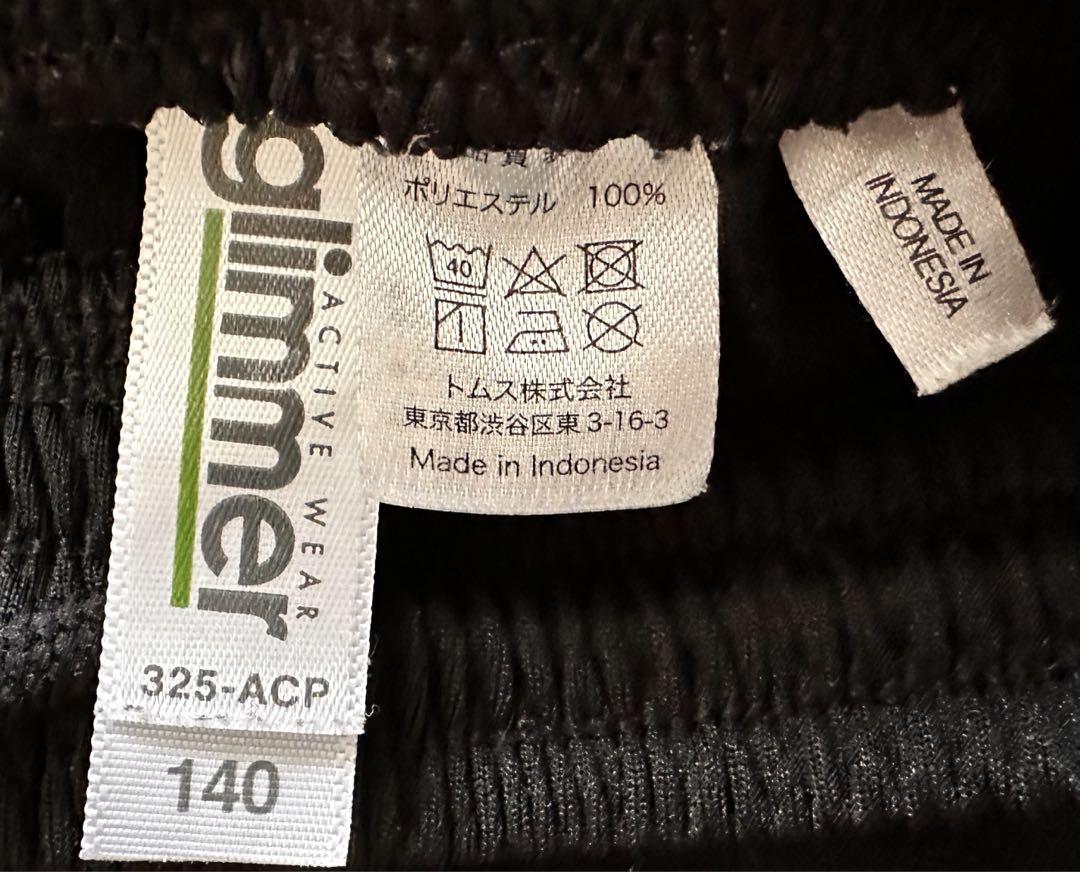 glimmer
ACTIVE WEAR
325-ACP
140
ポリエステル 100%
40
トムス株式会社
東京都渋谷区東3-16-3
Made in Indonesia
MADE IN
INDONESIA